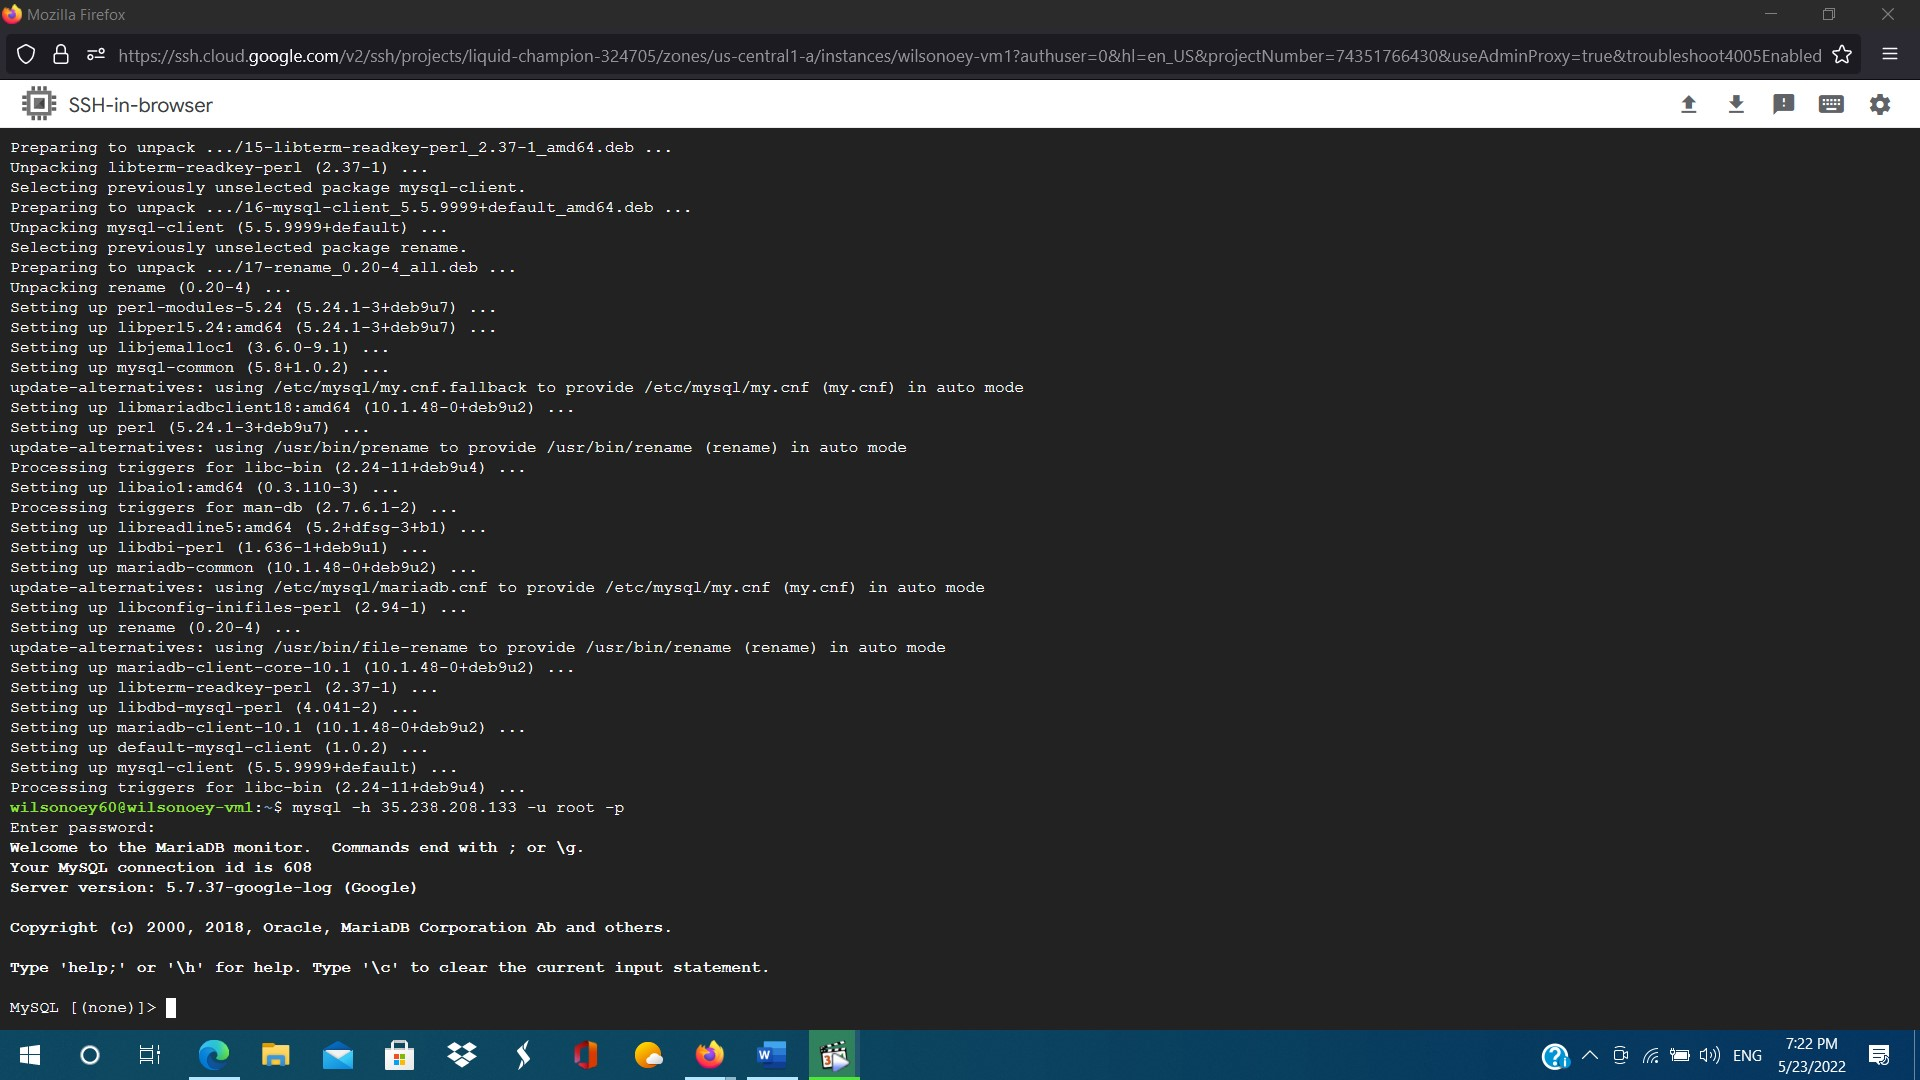 Mozilla Firefox
https://ssh.cloud.google.com/v2/ssh/projects/liquid-champion-324705/zones/us-central1-a/instances/wilsonoey-vm1?authuser=0&hl=en_US&projectNumber=74351766430&useAdminProxy=true&troubleshoot4005Enabled
SSH-in-browser
Preparing to unpack .../15-libterm-readkey-perl_2.37-1_amd64.deb ...
Unpacking libterm-readkey-perl (2.37-1) ...
Selecting previously unselected package mysql-client.
Preparing to unpack .../16-mysql-client_5.5.9999+default_amd64.deb ...
Unpacking mysql-client (5.5.9999+default) ...
Selecting previously unselected package rename.
Preparing to unpack .../17-rename_0.20-4_all.deb ...
Unpacking rename (0.20-4) ...
Setting up perl-modules-5.24 (5.24.1-3+deb9u7) ...
Setting up libperl5.24:amd64 (5.24.1-3+deb9u7) ...
Setting up libjemalloc1 (3.6.0-9.1) ...
Setting up mysql-common (5.8+1.0.2) ...
update-alternatives: using /etc/mysql/my.cnf.fallback to provide /etc/mysql/my.cnf (my.cnf) in auto mode
Setting up libmariadbclient18:amd64 (10.1.48-0+deb9u2) ...
Setting up perl (5.24.1-3+deb9u7) ...
update-alternatives: using /usr/bin/prename to provide /usr/bin/rename (rename) in auto mode
Processing triggers for libc-bin (2.24-11+deb9u4) ...
Setting up libaio1:amd64 (0.3.110-3) ...
Processing triggers for man-db (2.7.6.1-2) ...
Setting up libreadline5:amd64 (5.2+dfsg-3+b1) ...
Setting up libdbi-perl (1.636-1+deb9u1) ...
Setting up mariadb-common (10.1.48-0+deb9u2) ...
update-alternatives: using /etc/mysql/mariadb.cnf to provide /etc/mysql/my.cnf (my.cnf) in auto mode
Setting up libconfig-inifiles-perl (2.94-1) ...
Setting up rename (0.20-4) ...
update-alternatives: using /usr/bin/file-rename to provide /usr/bin/rename (rename) in auto mode
Setting up mariadb-client-core-10.1 (10.1.48-0+deb9u2) ...
Setting up libterm-readkey-perl (2.37-1) ...
Setting up libdbd-mysql-perl (4.041-2) ...
Setting up mariadb-client-10.1 (10.1.48-0+deb9u2) ...
Setting up default-mysql-client (1.0.2) ...
Setting up mysql-client (5.5.9999+default) ...
Processing triggers for libc-bin (2.24-11+deb9u4) ...
wilsonoey60@wilsonoey-vm1:~$ mysql -h 35.238.208.133 -u root -p
Enter password:
Welcome to the MariaDB monitor.  Commands end with ; or \g.
Your MySQL connection id is 608
Server version: 5.7.37-google-log (Google)
Copyright (c) 2000, 2018, Oracle, MariaDB Corporation Ab and others.
Type 'help;' or '\h' for help. Type '\c' to clear the current input statement.
MySQL [(none)]>
ENG
7:22 PM
5/23/2022